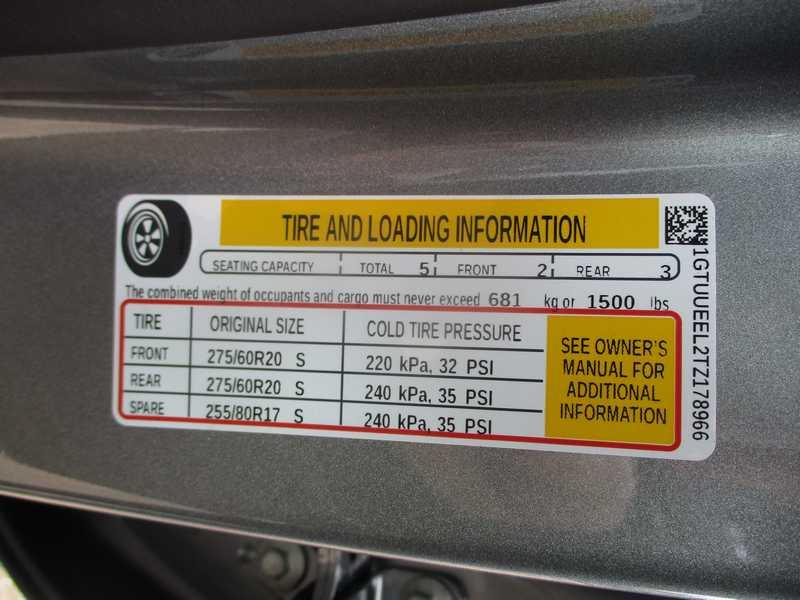 TIRE AND LOADING INFORMATION
SEATING CAPACITY TOTAL 5 FRONT 2 REAR 3
The combined weight of occupants and cargo must never exceed 681 kg or 1500 lbs
TIRE ORIGINAL SIZE COLD TIRE PRESSURE
FRONT 275/60R20 S 220 kPa, 32 PSI
REAR 275/60R20 S 240 kPa, 35 PSI
SPARE 255/80R17 S 240 kPa, 35 PSI
SEE OWNER'S
MANUAL FOR
ADDITIONAL
INFORMATION
1GTUUEEL2TZ178966